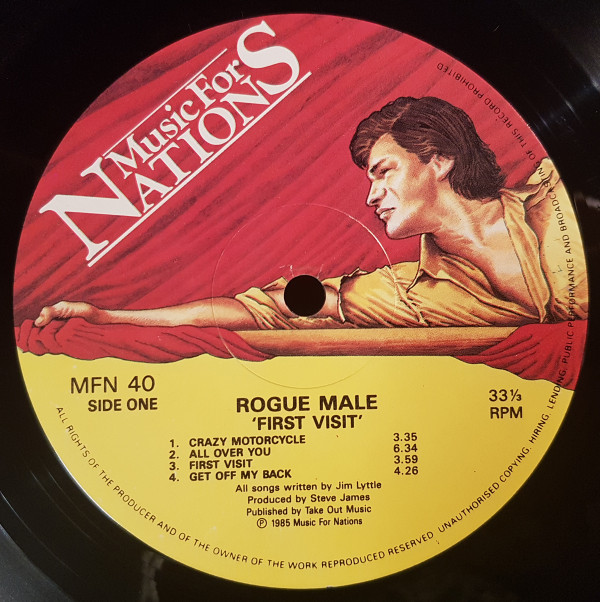 Music For
NATIONS
MFN 40
SIDE ONE
33⅓
RPM
ROGUE MALE
'FIRST VISIT'
1. CRAZY MOTORCYCLE 3.35
2. ALL OVER YOU 6.34
3. FIRST VISIT 3.59
4. GET OFF MY BACK 4.26
All songs written by Jim Lyttle
Produced by Steve James
Published by Take Out Music
℗ 1985 Music For Nations
ALL RIGHTS OF THE PRODUCER AND OF THE OWNER OF THE WORK REPRODUCED RESERVED. UNAUTHORISED COPYING, HIRING, LENDING, PUBLIC PERFORMANCE AND BROADCASTING OF THIS RECORD PROHIBITED